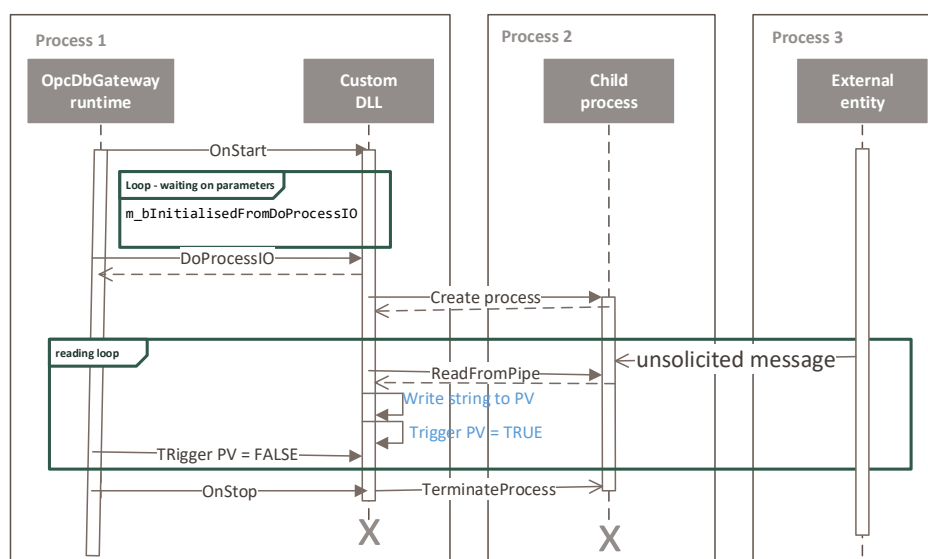 Process 1
Process 2
Process 3
OpcDbGateway
runtime
Custom
DLL
Child
process
External
entity
OnStart
Loop - waiting on parameters
m_bInitialisedFromDoProcessIO
DoProcessIO
Create process
reading loop
unsolicited message
ReadFromPipe
Write string to PV
Trigger PV = TRUE
TRigger PV = FALSE
OnStop
TerminateProcess
X
X